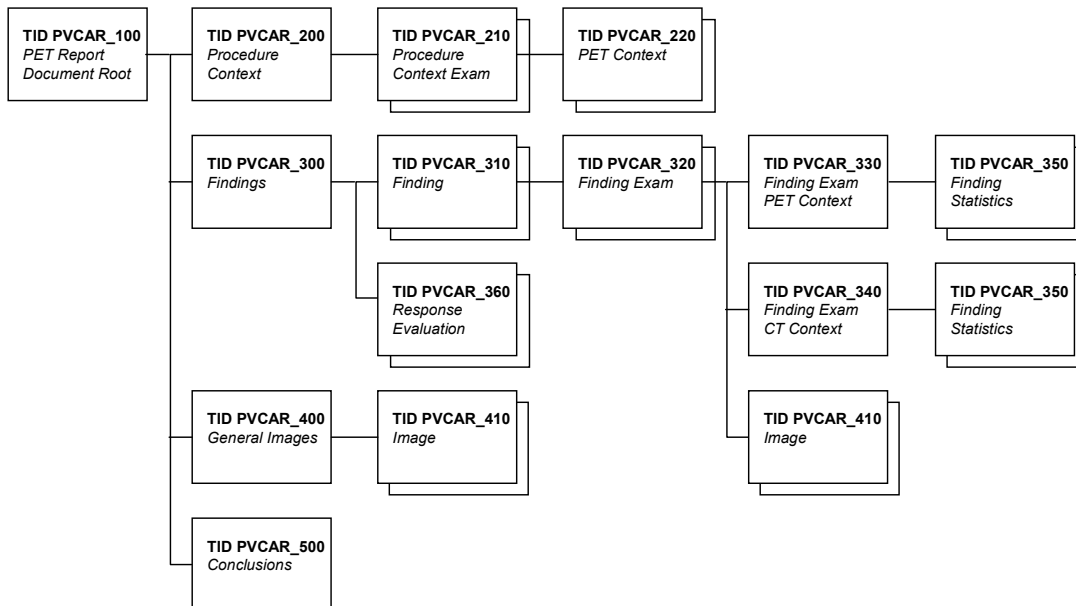 TID PVCAR_100
PET Report
Document Root
TID PVCAR_200
Procedure
Context
TID PVCAR_210
Procedure
Context Exam
TID PVCAR_220
PET Context
TID PVCAR_300
Findings
TID PVCAR_310
Finding
TID PVCAR_320
Finding Exam
TID PVCAR_330
Finding Exam
PET Context
TID PVCAR_350
Finding
Statistics
TID PVCAR_360
Response
Evaluation
TID PVCAR_340
Finding Exam
CT Context
TID PVCAR_350
Finding
Statistics
TID PVCAR_400
General Images
TID PVCAR_410
Image
TID PVCAR_410
Image
TID PVCAR_500
Conclusions